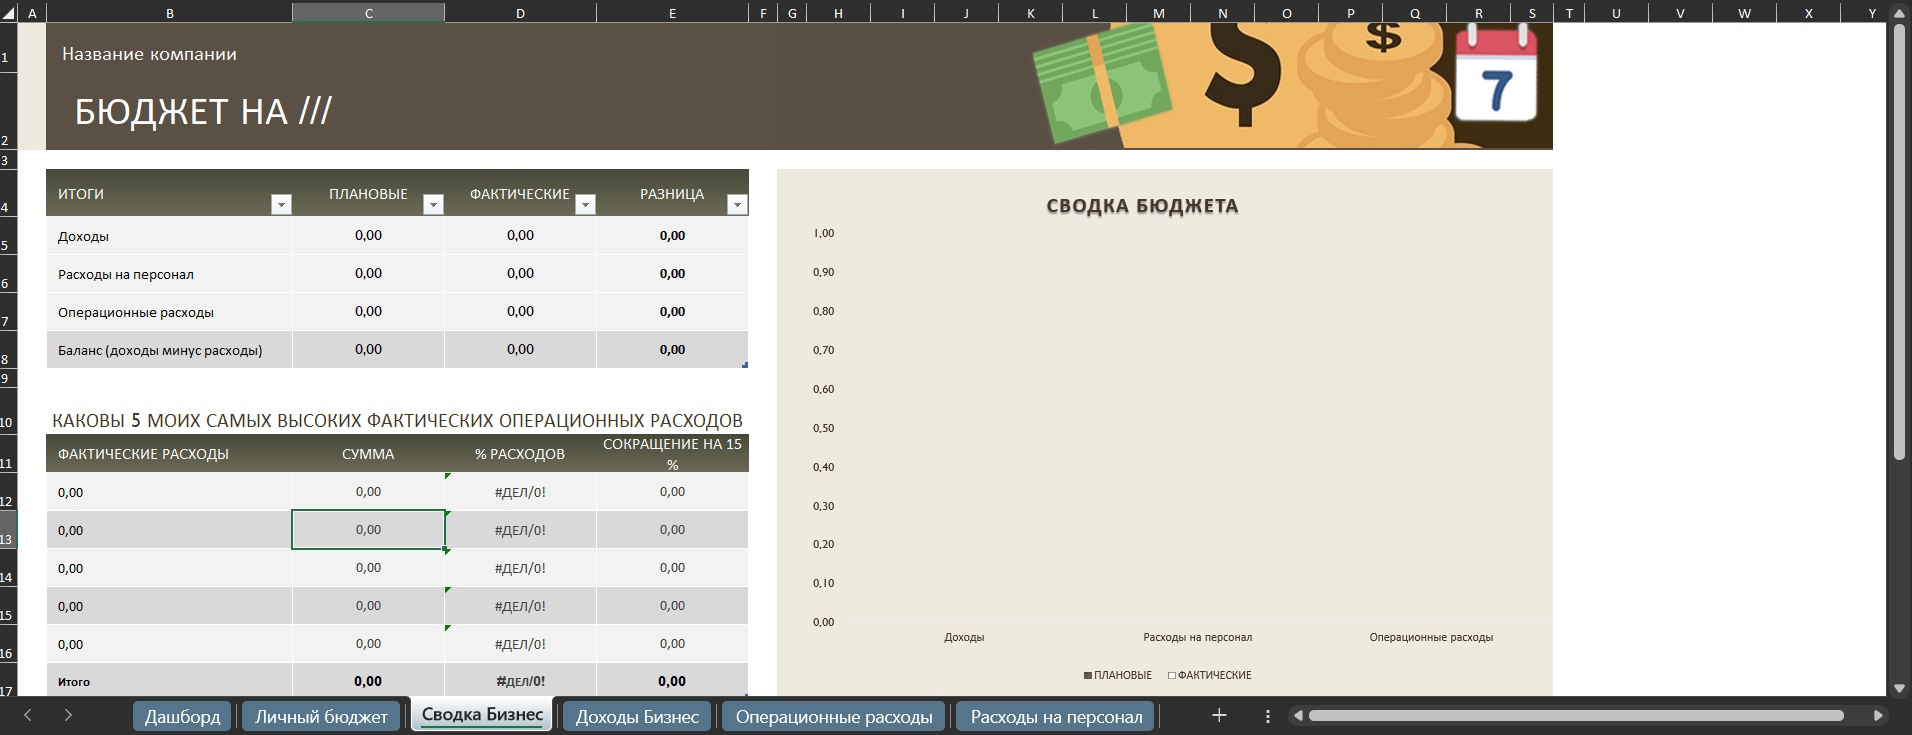 A B C D E F G H I J K L M N O P Q R S T U V W X Y
1 Название компании
$ $ 7
2 БЮДЖЕТ НА ///
3
4 ИТОГИ ПЛАНОВЫЕ ФАКТИЧЕСКИЕ РАЗНИЦА
5 Доходы 0,00 0,00 0,00
6 Расходы на персонал 0,00 0,00 0,00
7 Операционные расходы 0,00 0,00 0,00
8 Баланс (доходы минус расходы) 0,00 0,00 0,00
9
10 КАКОВЫ 5 МОИХ САМЫХ ВЫСОКИХ ФАКТИЧЕСКИХ ОПЕРАЦИОННЫХ РАСХОДОВ
11 ФАКТИЧЕСКИЕ РАСХОДЫ СУММА % РАСХОДОВ СОКРАЩЕНИЕ НА 15 %
12 0,00 0,00 #ДЕЛ/0! 0,00
13 0,00 0,00 #ДЕЛ/0! 0,00
14 0,00 0,00 #ДЕЛ/0! 0,00
15 0,00 0,00 #ДЕЛ/0! 0,00
16 0,00 0,00 #ДЕЛ/0! 0,00
17 Итого 0,00 #ДЕЛ/0! 0,00
СВОДКА БЮДЖЕТА
1,00
0,90
0,80
0,70
0,60
0,50
0,40
0,30
0,20
0,10
0,00
Доходы Расходы на персонал Операционные расходы
ПЛАНОВЫЕ ФАКТИЧЕСКИЕ
Дашборд Личный бюджет Сводка Бизнес Доходы Бизнес Операционные расходы Расходы на персонал